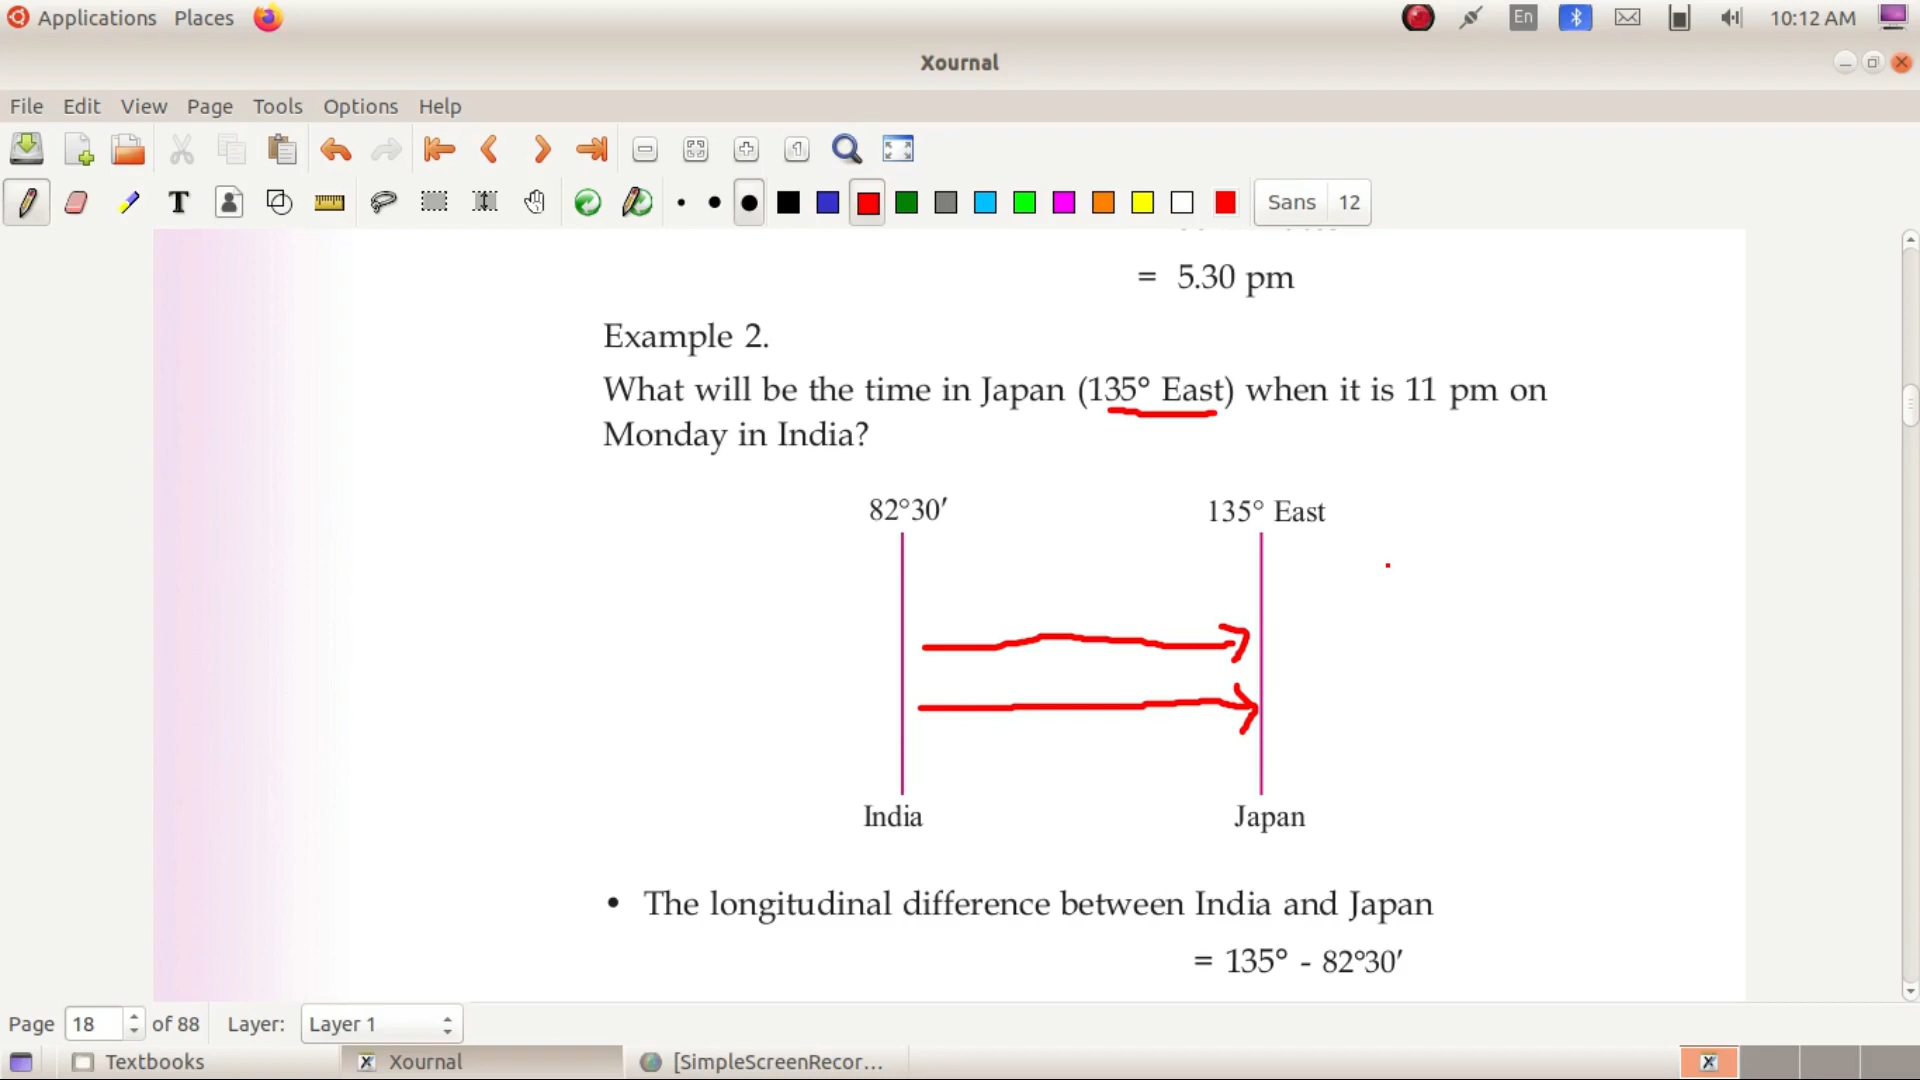 Applications Places En 10:12 AM
Xournal
File Edit View Page Tools Options Help
T Sans 12
= 5.30 pm
Example 2.
What will be the time in Japan (135° East) when it is 11 pm on
Monday in India?
82°30′ 135° East
India Japan
• The longitudinal difference between India and Japan
= 135° - 82°30′
Page 18 of 88 Layer: Layer 1
Textbooks Xournal [SimpleScreenRecor...